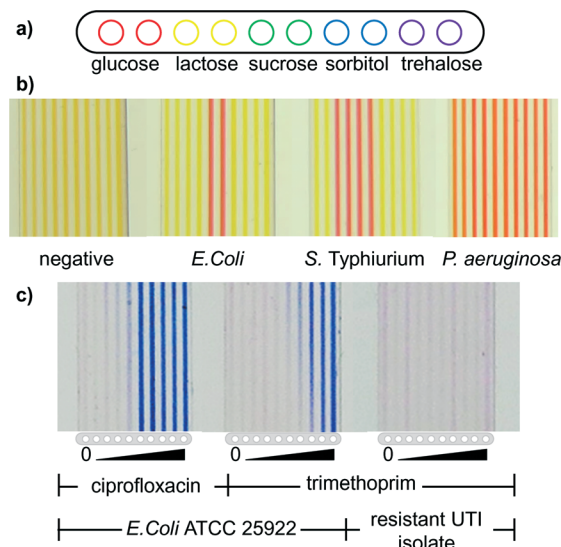 a)
glucose lactose sucrose sorbitol trehalose
b)
negative E.Coli S. Typhiurium P. aeruginosa
c)
0 0 0
ciprofloxacin trimethoprim
E.Coli ATCC 25922 resistant UTI
isolate